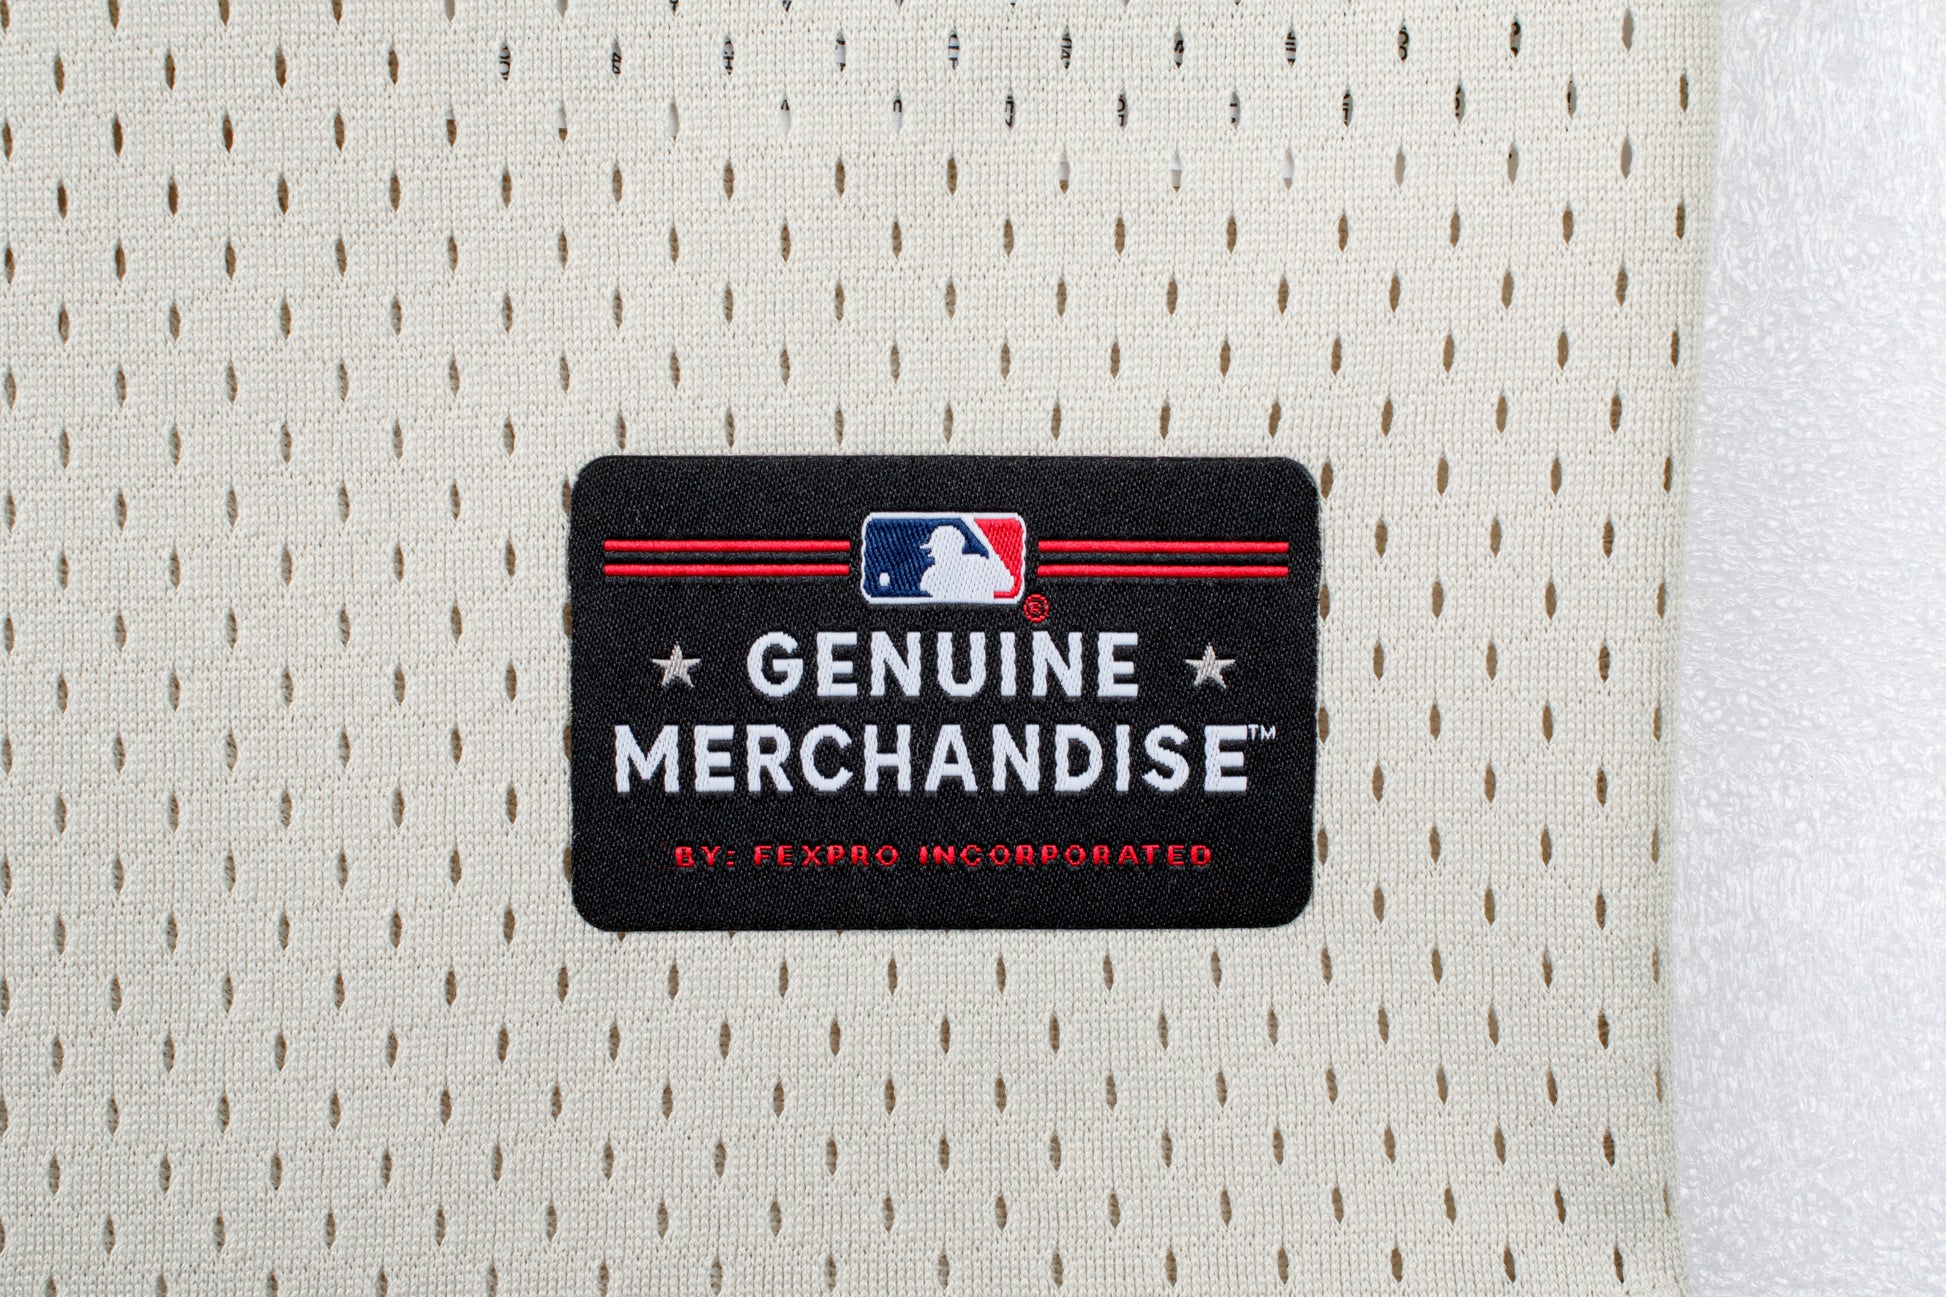 ®
GENUINE
MERCHANDISE™
BY: FEXPRO INCORPORATED